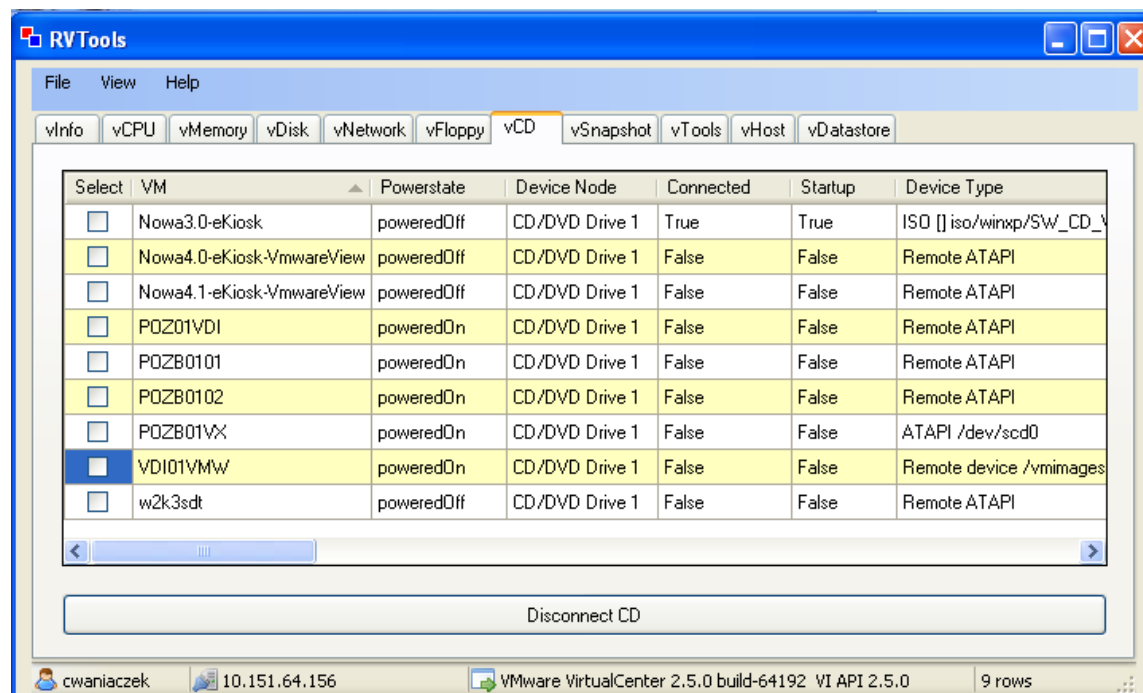 RVTools
File View Help
vInfo vCPU vMemory vDisk vNetwork vFloppy vCD vSnapshot vTools vHost vDatastore
Select VM Powerstate Device Node Connected Startup Device Type
Nowa3.0-eKiosk poweredOff CD/DVD Drive 1 True True ISO [] iso/winxp/SW_CD_V
Nowa4.0-eKiosk-VmwareView poweredOff CD/DVD Drive 1 False False Remote ATAPI
Nowa4.1-eKiosk-VmwareView poweredOff CD/DVD Drive 1 False False Remote ATAPI
POZ01VDI poweredOn CD/DVD Drive 1 False False Remote ATAPI
POZB0101 poweredOn CD/DVD Drive 1 False False Remote ATAPI
POZB0102 poweredOn CD/DVD Drive 1 False False Remote ATAPI
POZB01VX poweredOn CD/DVD Drive 1 False False ATAPI /dev/scd0
VDI01VMW poweredOn CD/DVD Drive 1 False False Remote device /vmimages
w2k3sdt poweredOff CD/DVD Drive 1 False False Remote ATAPI
Disconnect CD
cwaniaczek 10.151.64.156 VMware VirtualCenter 2.5.0 build-64192 VI API 2.5.0 9 rows